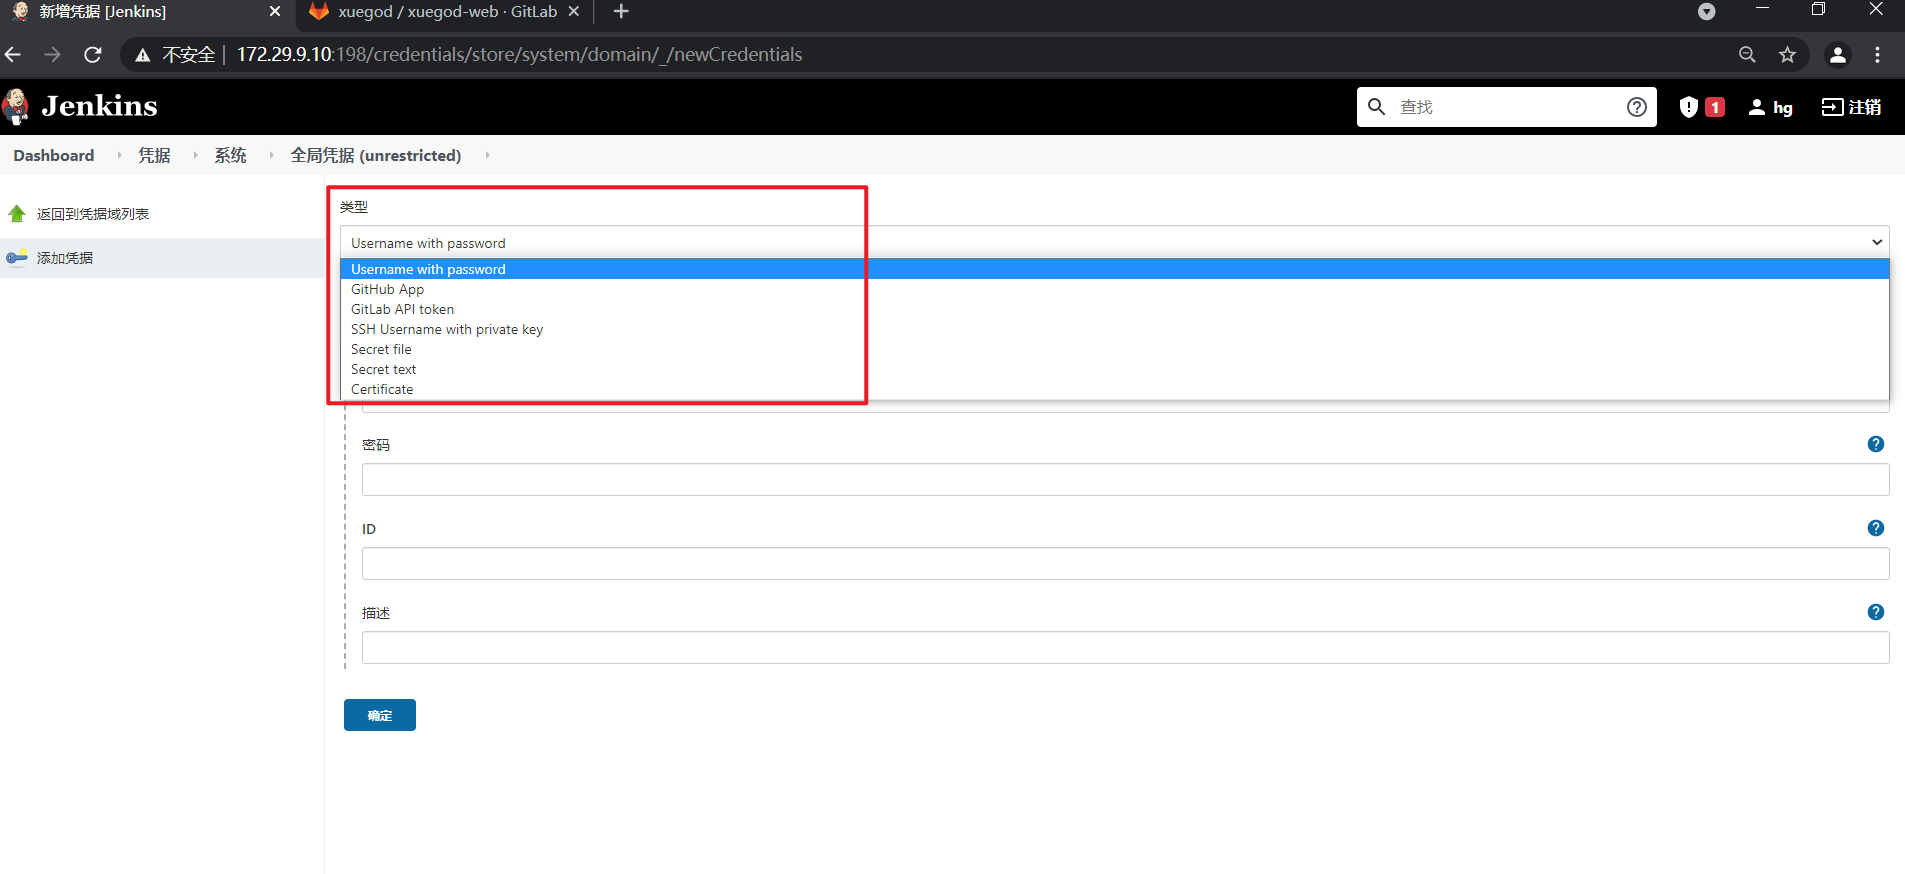 新增凭据 [Jenkins]
xuegod / xuegod-web · GitLab
不安全
172.29.9.10:198/credentials/store/system/domain/_/newCredentials
Jenkins
查找
1
hg
注销
Dashboard
凭据
系统
全局凭据 (unrestricted)
返回到凭据域列表
添加凭据
类型
Username with password
Username with password
GitHub App
GitLab API token
SSH Username with private key
Secret file
Secret text
Certificate
密码
ID
描述
确定